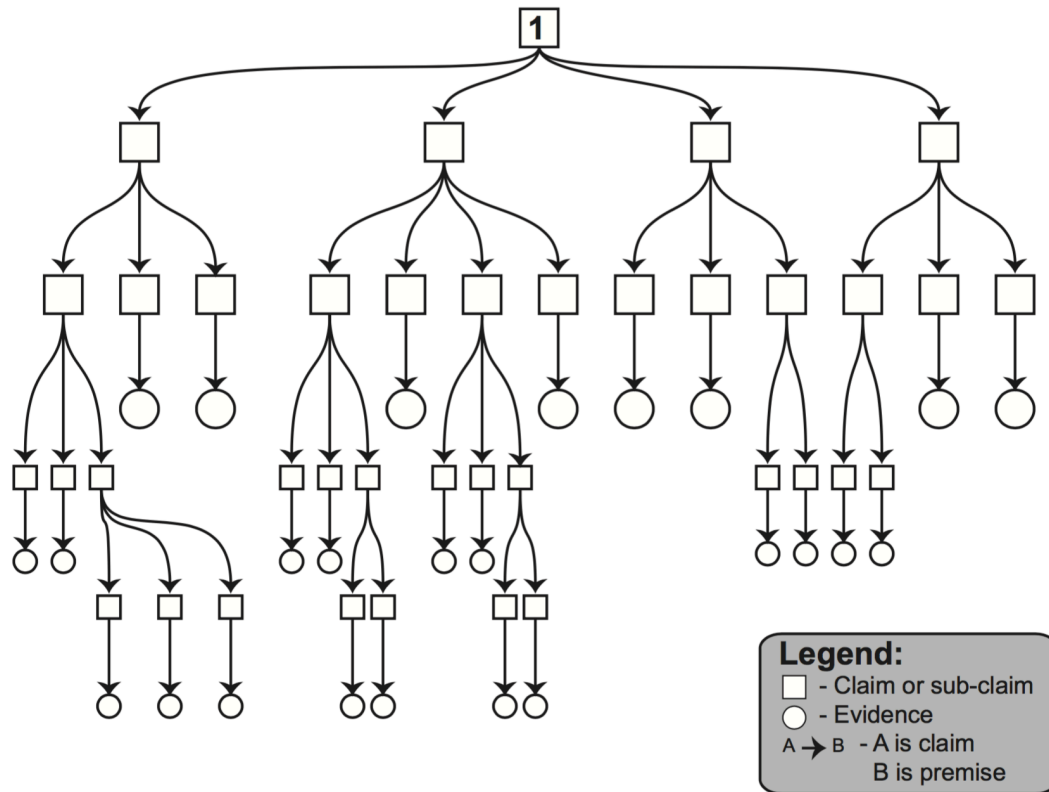 1
Legend:
- Claim or sub-claim
- Evidence
A → B - A is claim
B is premise